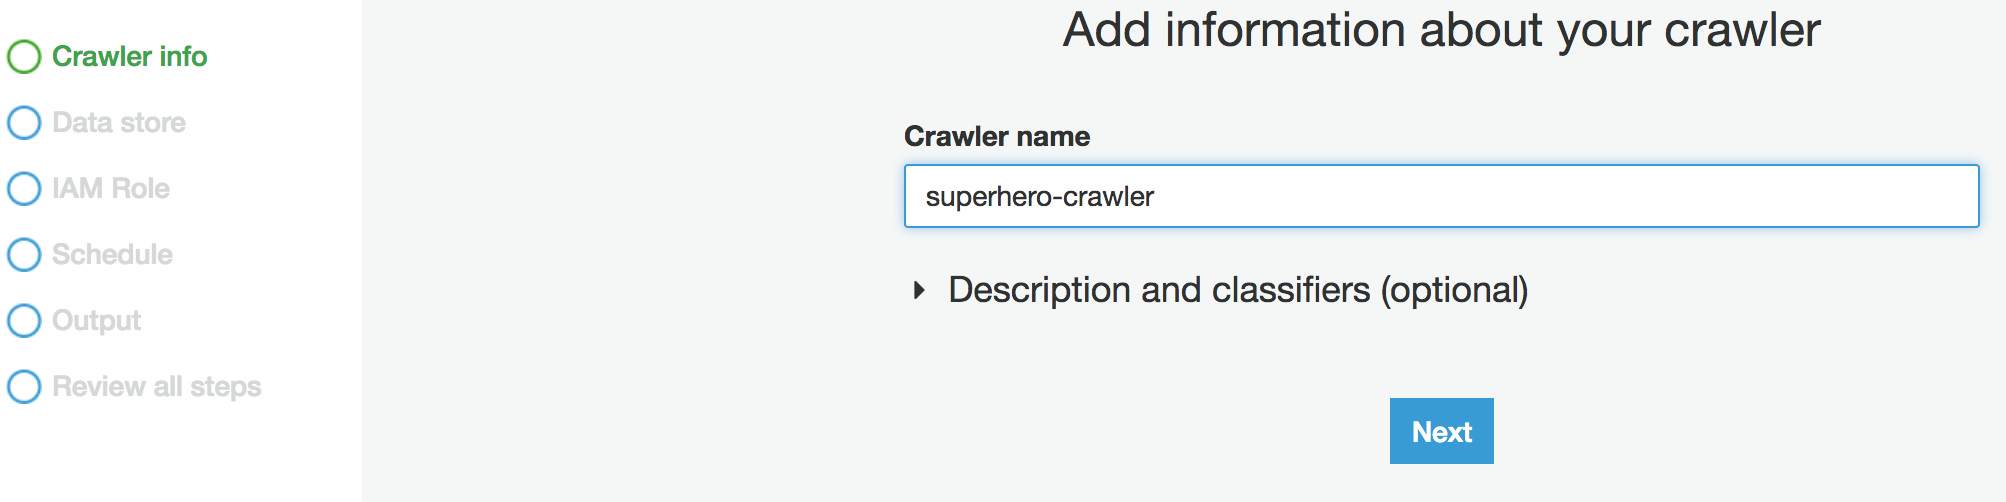 Crawler info
Data store
IAM Role
Schedule
Output
Review all steps
Add information about your crawler
Crawler name
superhero-crawler
Description and classifiers (optional)
Next